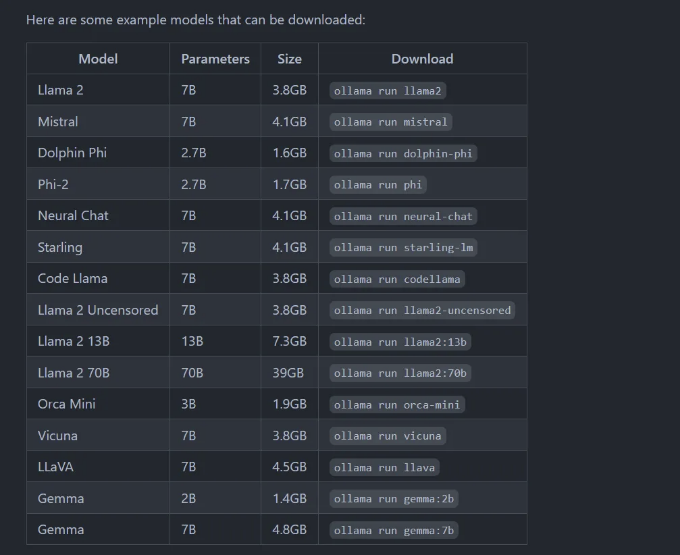 Here are some example models that can be downloaded:
Model Parameters Size Download
Llama 2 7B 3.8GB ollama run llama2
Mistral 7B 4.1GB ollama run mistral
Dolphin Phi 2.7B 1.6GB ollama run dolphin-phi
Phi-2 2.7B 1.7GB ollama run phi
Neural Chat 7B 4.1GB ollama run neural-chat
Starling 7B 4.1GB ollama run starling-lm
Code Llama 7B 3.8GB ollama run codellama
Llama 2 Uncensored 7B 3.8GB ollama run llama2-uncensored
Llama 2 13B 13B 7.3GB ollama run llama2:13b
Llama 2 70B 70B 39GB ollama run llama2:70b
Orca Mini 3B 1.9GB ollama run orca-mini
Vicuna 7B 3.8GB ollama run vicuna
LLaVA 7B 4.5GB ollama run llava
Gemma 2B 1.4GB ollama run gemma:2b
Gemma 7B 4.8GB ollama run gemma:7b